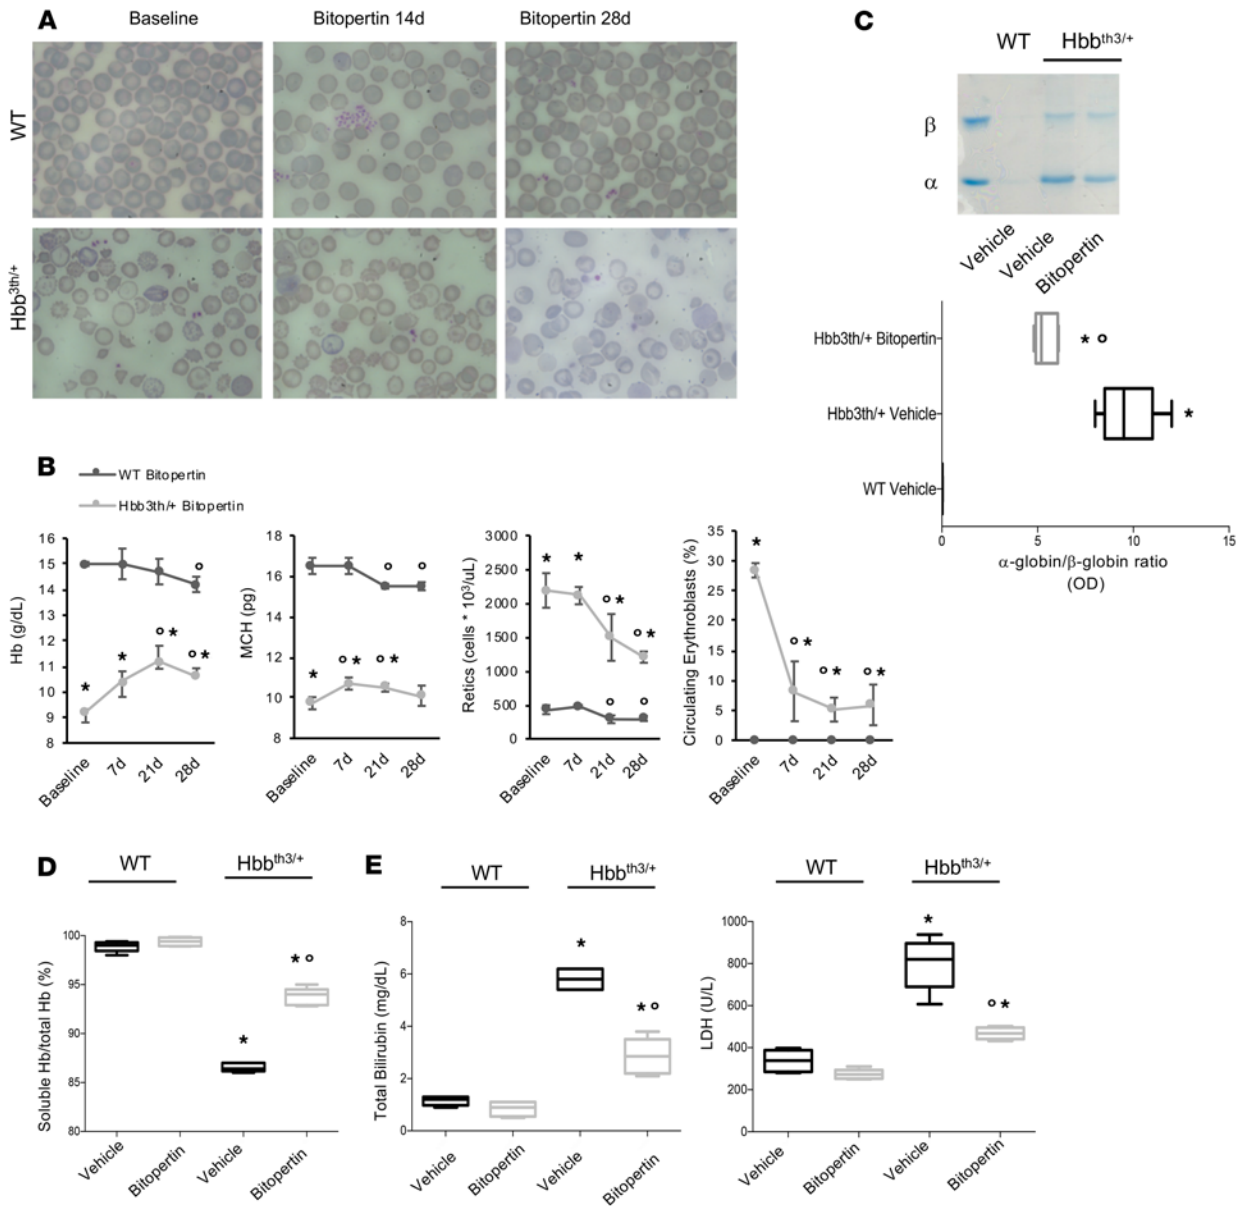 A
Baseline
Bitopertin 14d
Bitopertin 28d
WT
Hbb3th/+
C
WT
Hbbth3/+
β
α
Vehicle
Vehicle
Bitopertin
Hbb3th/+ Bitopertin
* o
Hbb3th/+ Vehicle
*
WT Vehicle
0
5
10
15
α-globin/β-globin ratio
(OD)
B
WT Bitopertin
Hbb3th/+ Bitopertin
Hb (g/dL)
16
15
14
13
12
11
10
9
8
o
*
*
o *
o *
Baseline
7d
21d
28d
MCH (pg)
18
16
14
12
10
8
o
o
*
o *
o *
Baseline
7d
21d
28d
Retics (cells * 10³/uL)
3000
2500
2000
1500
1000
500
0
*
*
o *
o *
o
o
Baseline
7d
21d
28d
Circulating Erythroblasts (%)
35
30
25
20
15
10
5
0
*
o *
o *
o *
Baseline
7d
21d
28d
D
WT
Hbbth3/+
Soluble Hb/total Hb (%)
100
95
90
85
80
*
* o
Vehicle
Bitopertin
Vehicle
Bitopertin
E
WT
Hbbth3/+
Total Bilirubin (mg/dL)
8
6
4
2
0
*
* o
Vehicle
Bitopertin
Vehicle
Bitopertin
WT
Hbbth3/+
LDH (U/L)
1000
800
600
400
200
0
*
o *
Vehicle
Bitopertin
Vehicle
Bitopertin